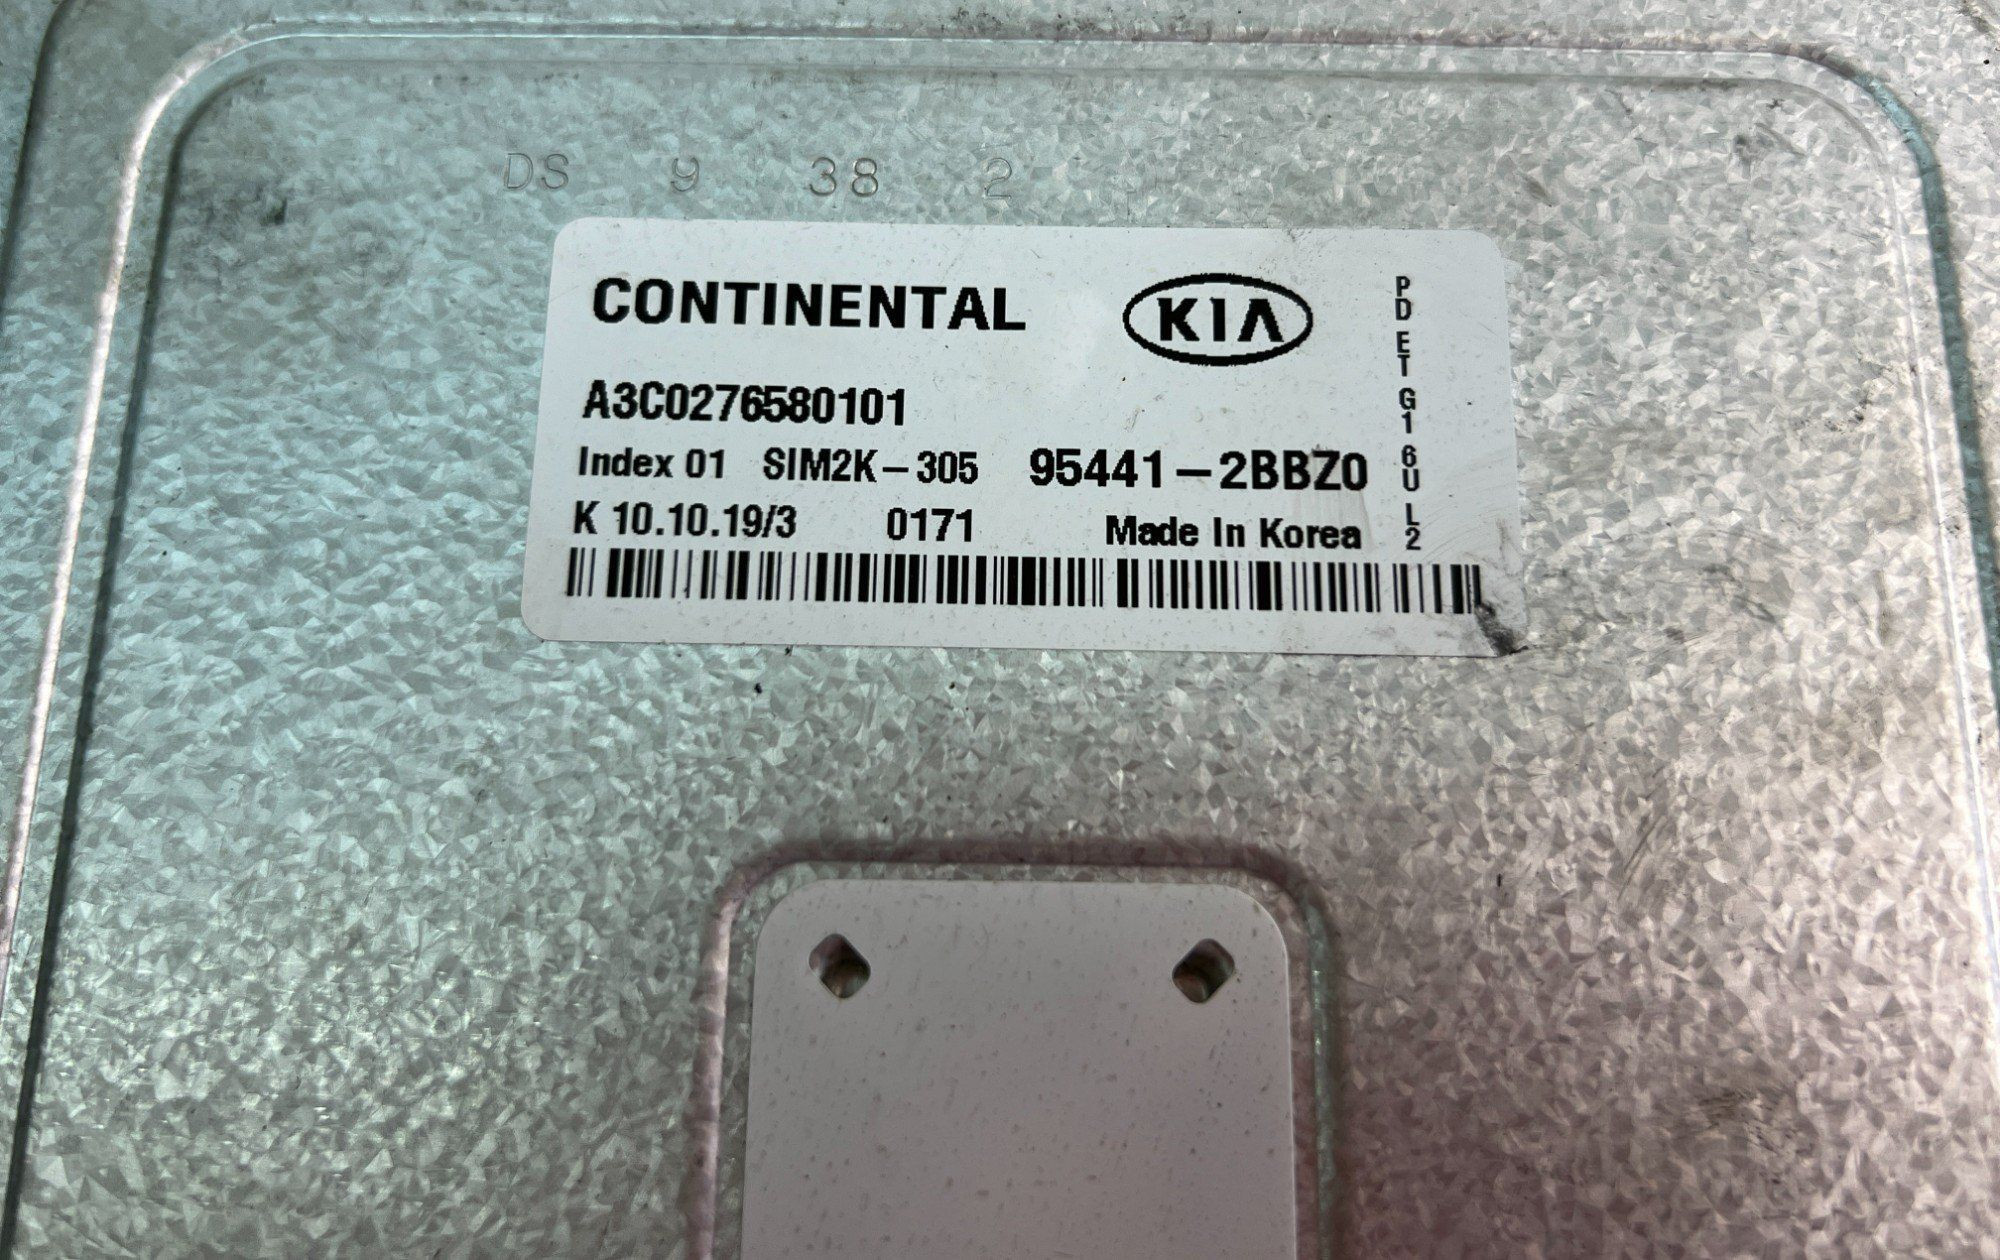 DS 9 38 2
CONTINENTAL
KIA
A3C0276580101
Index 01 SIM2K-305 95441-2BBZ0
K 10.10.19/3 0171 Made In Korea
PD ET G1 6U L2